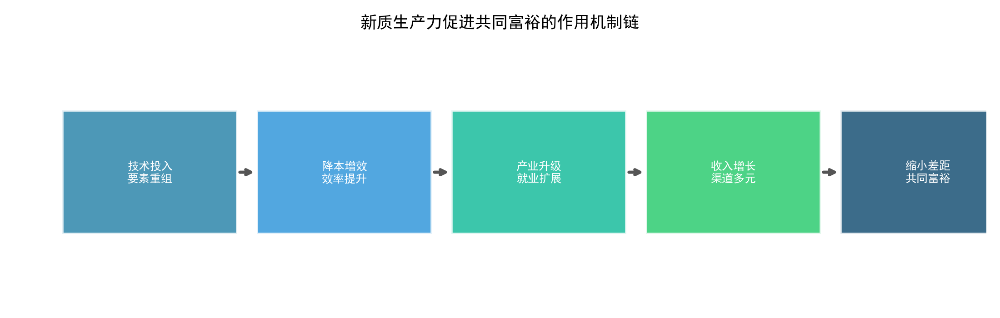 新质生产力促进共同富裕的作用机制链
技术投入
要素重组
降本增效
效率提升
产业升级
就业扩展
收入增长
渠道多元
缩小差距
共同富裕